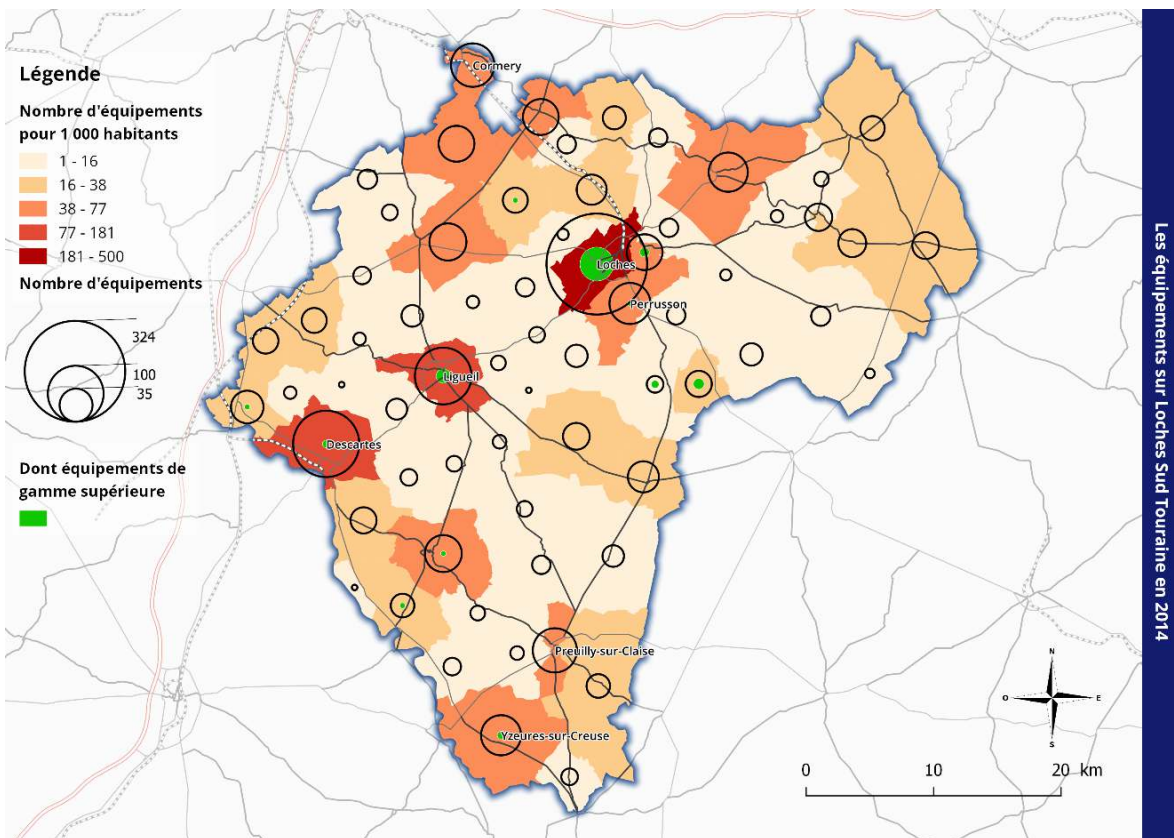 Légende
Nombre d'équipements
pour 1 000 habitants
1 - 16
16 - 38
38 - 77
77 - 181
181 - 500
Nombre d'équipements
324
100
35
Dont équipements de
gamme supérieure
Cormery
Loches
Perrusson
Ligueil
Descartes
Preuilly-sur-Claise
Yzeures-sur-Creuse
N
O
E
S
0 10 20 km
Les équipements sur Loches Sud Touraine en 2014